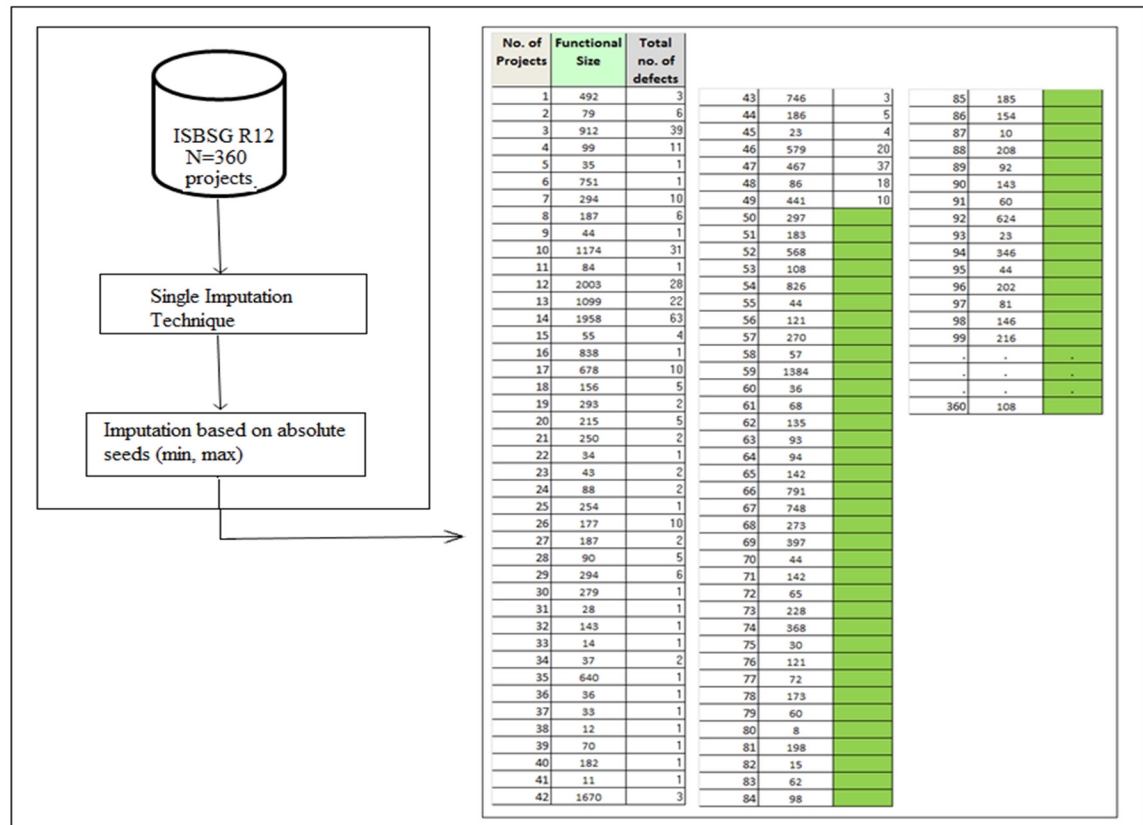 ISBSG R12
N=360
projects.
Single Imputation
Technique
Imputation based on absolute
seeds (min, max)
No. of Functional Total
Projects Size no. of
defects
1 492 3
2 79 6
3 912 39
4 99 11
5 35 1
6 751 1
7 294 10
8 187 6
9 44 1
10 1174 31
11 84 1
12 2003 28
13 1099 22
14 1958 63
15 55 4
16 838 1
17 678 10
18 156 5
19 293 2
20 215 5
21 250 2
22 34 1
23 43 2
24 88 2
25 254 1
26 177 10
27 187 2
28 90 5
29 294 6
30 279 1
31 28 1
32 143 1
33 14 1
34 37 2
35 640 1
36 36 1
37 33 1
38 12 1
39 70 1
40 182 1
41 11 1
42 1670 3
43 746 3
44 186 5
45 23 4
46 579 20
47 467 37
48 86 18
49 441 10
50 297
51 183
52 568
53 108
54 826
55 44
56 121
57 270
58 57
59 1384
60 36
61 68
62 135
63 93
64 94
65 142
66 791
67 748
68 273
69 397
70 44
71 142
72 65
73 228
74 368
75 30
76 121
77 72
78 173
79 60
80 8
81 198
82 15
83 62
84 98
85 185
86 154
87 10
88 208
89 92
90 143
91 60
92 624
93 23
94 346
95 44
96 202
97 81
98 146
99 216
. . .
. . .
. . .
360 108